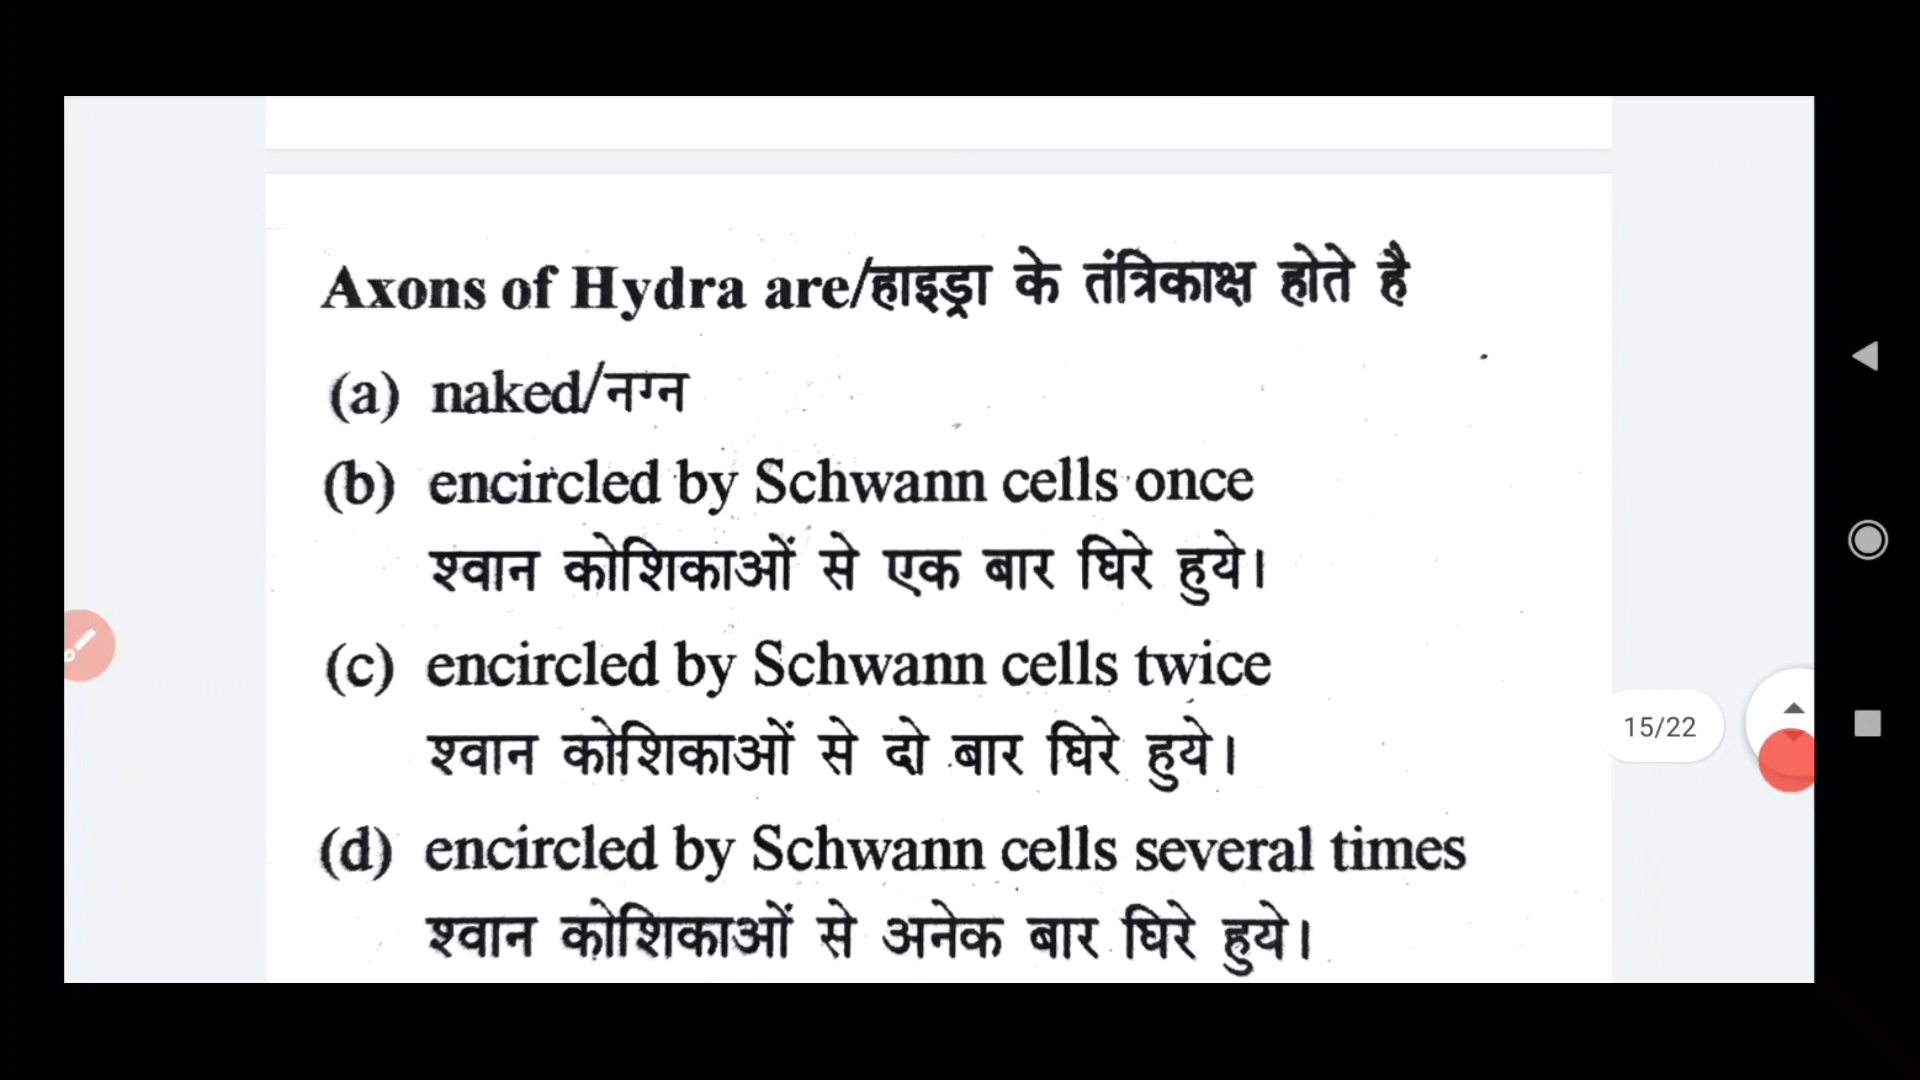 Axons of Hydra are/हाइड्रा के तंत्रिकाक्ष होते है
(a) naked/नग्न
(b) encircled by Schwann cells once
श्वान कोशिकाओं से एक बार घिरे हुये।
(c) encircled by Schwann cells twice
श्वान कोशिकाओं से दो बार घिरे हुये।
15/22
(d) encircled by Schwann cells several times
श्वान कोशिकाओं से अनेक बार घिरे हुये।